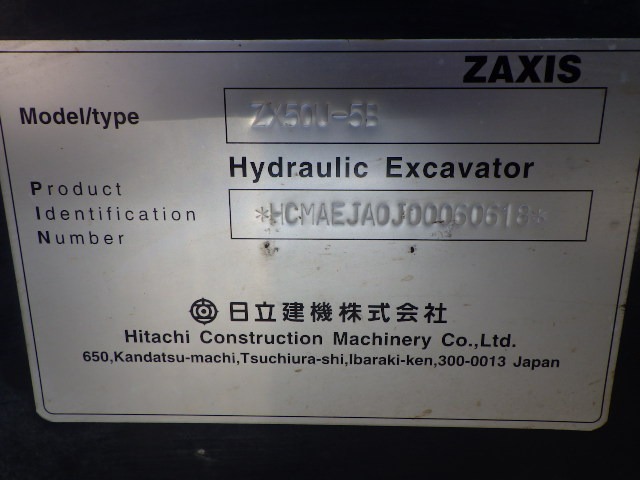 ZAXIS
Model/type ZX50U-5B
Hydraulic Excavator
Product
Identification *HCMAEJA0J00060618*
Number
日立建機株式会社
Hitachi Construction Machinery Co.,Ltd.
650,Kandatsu-machi,Tsuchiura-shi,Ibaraki-ken,300-0013 Japan